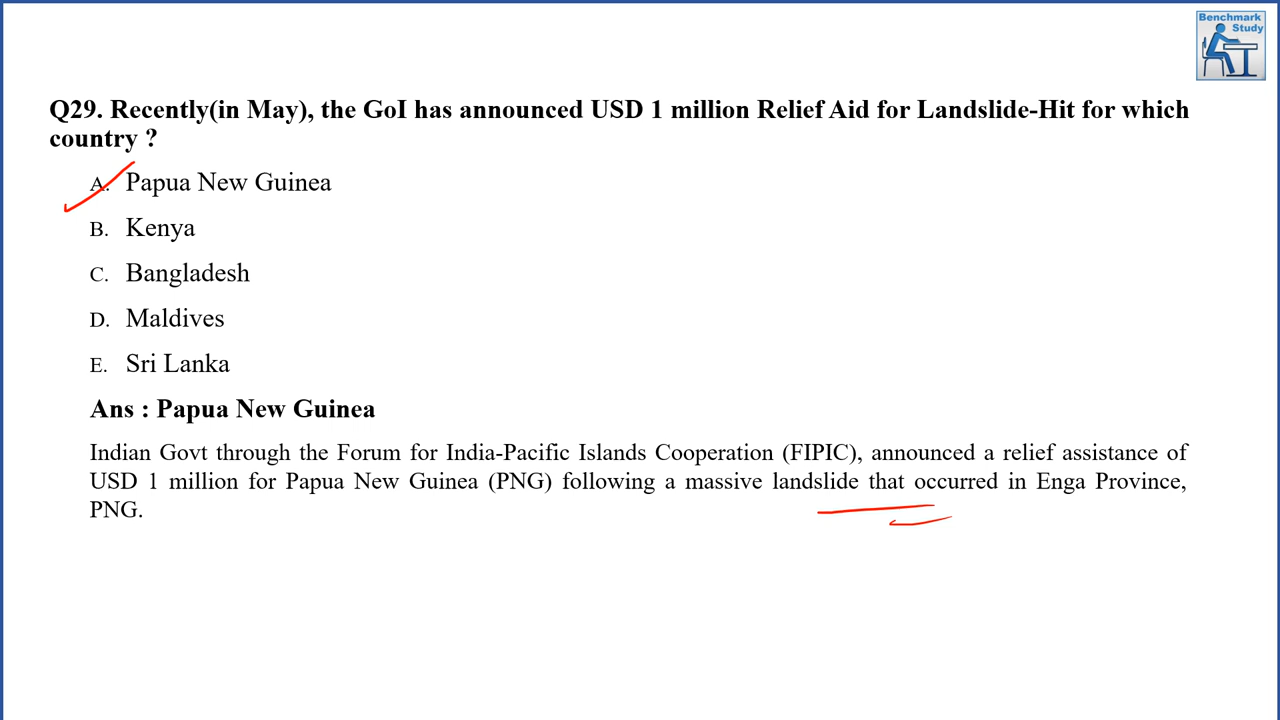 Benchmark
Study
Q29. Recently(in May), the GoI has announced USD 1 million Relief Aid for Landslide-Hit for which
country ?
A. Papua New Guinea
B. Kenya
C. Bangladesh
D. Maldives
E. Sri Lanka
Ans : Papua New Guinea
Indian Govt through the Forum for India-Pacific Islands Cooperation (FIPIC), announced a relief assistance of
USD 1 million for Papua New Guinea (PNG) following a massive landslide that occurred in Enga Province,
PNG.